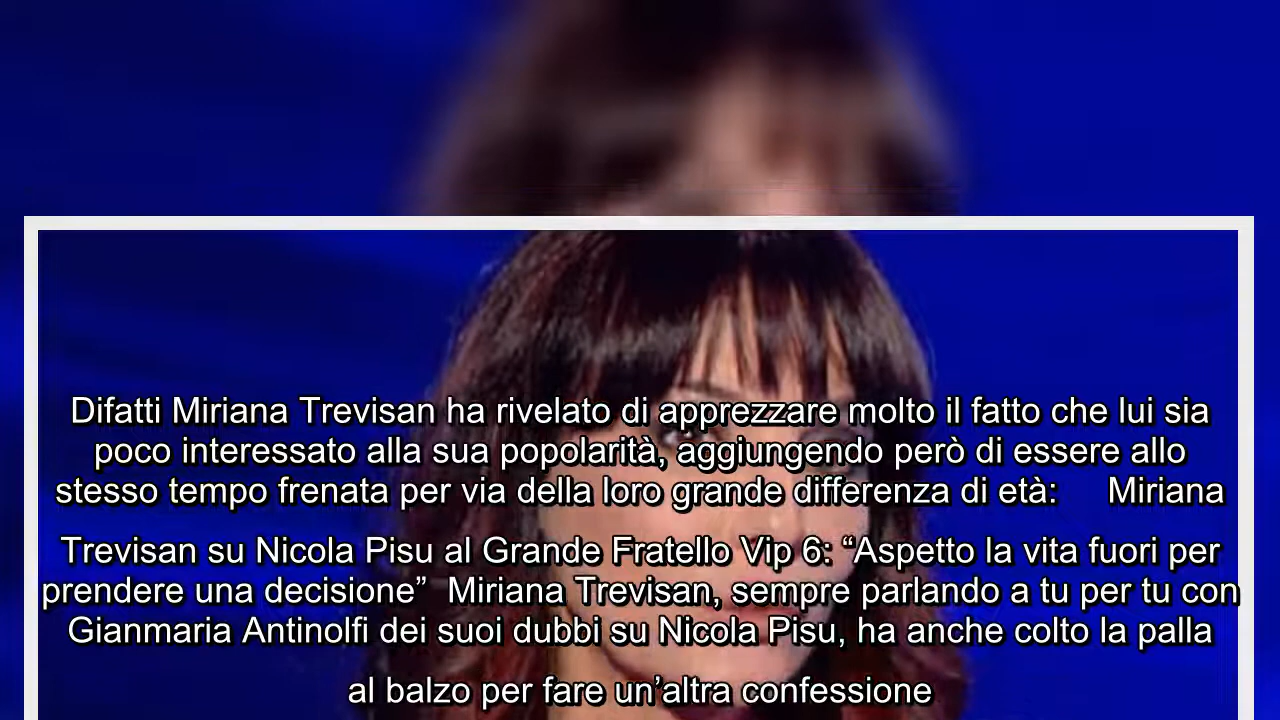 Difatti Miriana Trevisan ha rivelato di apprezzare molto il fatto che lui sia
poco interessato alla sua popolarità, aggiungendo però di essere allo
stesso tempo frenata per via della loro grande differenza di età: Miriana
Trevisan su Nicola Pisu al Grande Fratello Vip 6: “Aspetto la vita fuori per
prendere una decisione” Miriana Trevisan, sempre parlando a tu per tu con
Gianmaria Antinolfi dei suoi dubbi su Nicola Pisu, ha anche colto la palla
al balzo per fare un’altra confessione